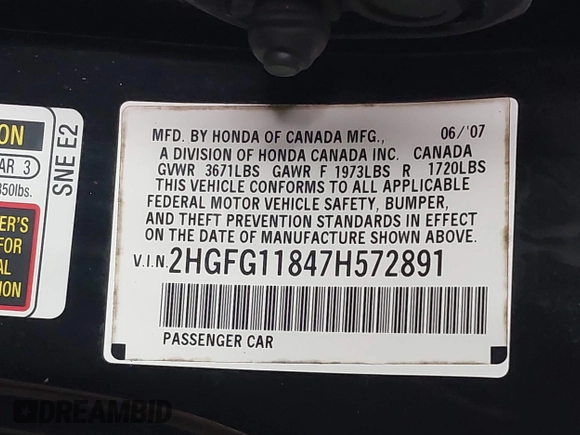 MFD. BY HONDA OF CANADA MFG., 06/'07
A DIVISION OF HONDA CANADA INC. CANADA
GVWR 3671LBS GAWR F 1973LBS R 1720LBS
THIS VEHICLE CONFORMS TO ALL APPLICABLE
FEDERAL MOTOR VEHICLE SAFETY, BUMPER,
AND THEFT PREVENTION STANDARDS IN EFFECT
ON THE DATE OF MANUFACTURE SHOWN ABOVE.
V.I.N. 2HGFG11847H572891
PASSENGER CAR
SNE E2
ON
AR 3
850lbs.
ER'S
FOR
AL
ION
DREAMBID